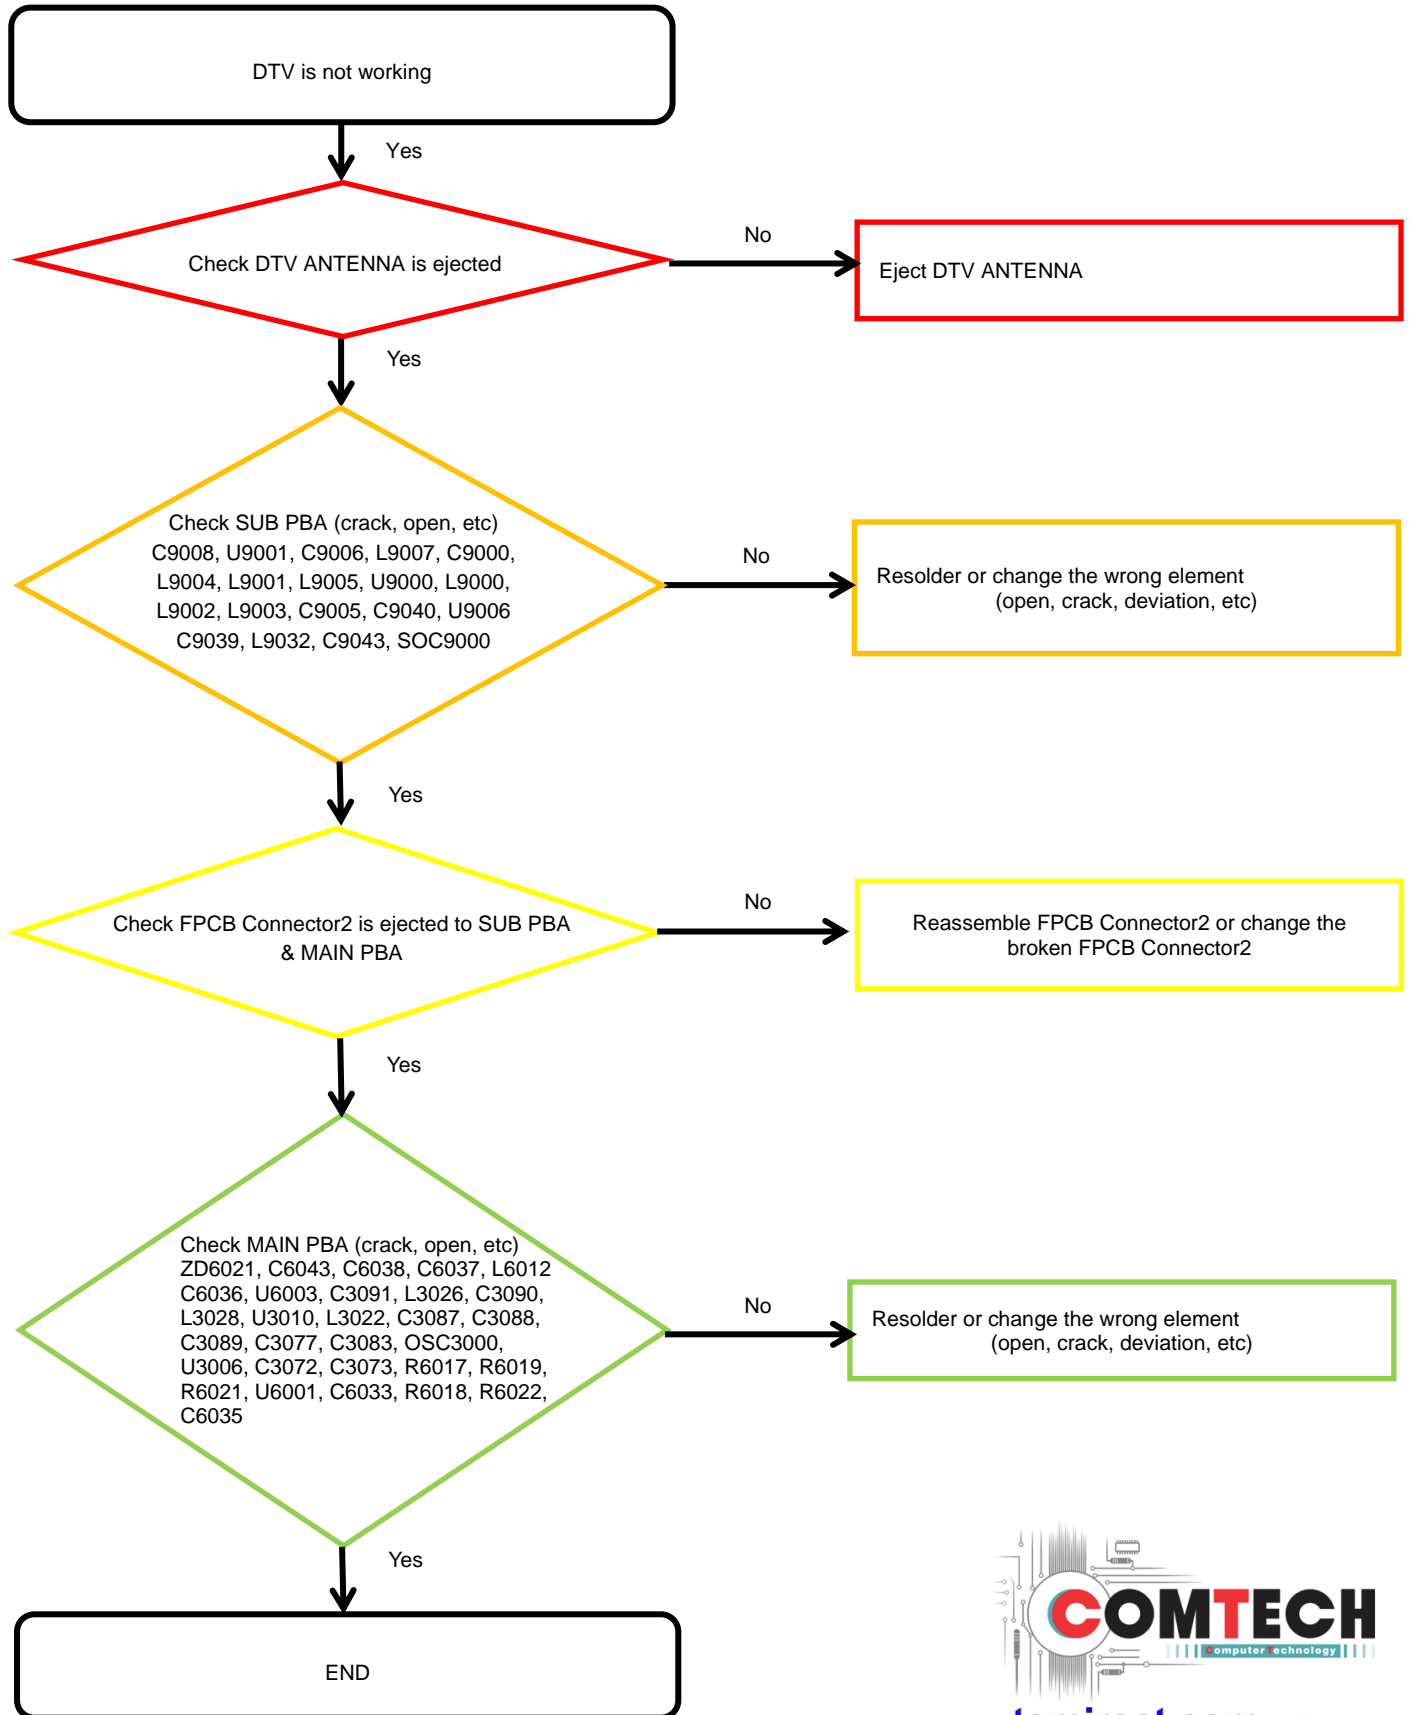 DTV is not working
Yes
Check DTV ANTENNA is ejected
No
Eject DTV ANTENNA
Yes
Check SUB PBA (crack, open, etc)
C9008, U9001, C9006, L9007, C9000,
L9004, L9001, L9005, U9000, L9000,
L9002, L9003, C9005, C9040, U9006
C9039, L9032, C9043, SOC9000
No
Resolder or change the wrong element
(open, crack, deviation, etc)
Yes
Check FPCB Connector2 is ejected to SUB PBA
& MAIN PBA
No
Reassemble FPCB Connector2 or change the
broken FPCB Connector2
Yes
Check MAIN PBA (crack, open, etc)
ZD6021, C6043, C6038, C6037, L6012
C6036, U6003, C3091, L3026, C3090,
L3028, U3010, L3022, C3087, C3088,
C3089, C3077, C3083, OSC3000,
U3006, C3072, C3073, R6017, R6019,
R6021, U6001, C6033, R6018, R6022,
C6035
No
Resolder or change the wrong element
(open, crack, deviation, etc)
Yes
END
COMTECH
Computer Technology